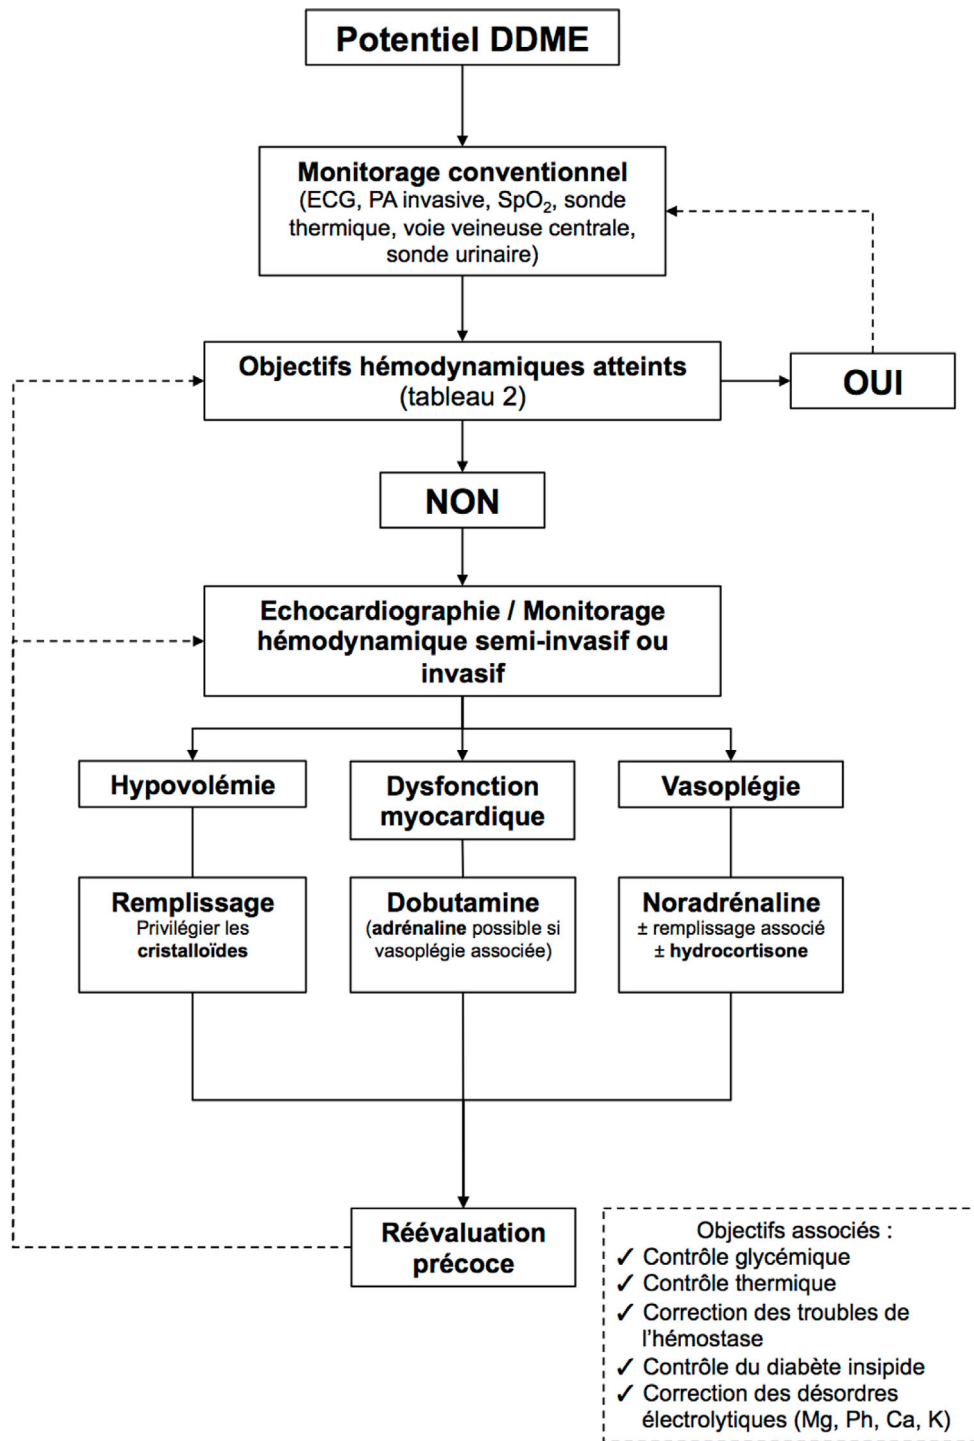 Potentiel DDME
Monitorage conventionnel
(ECG, PA invasive, SpO₂, sonde
thermique, voie veineuse centrale,
sonde urinaire)
Objectifs hémodynamiques atteints
(tableau 2)
OUI
NON
Echocardiographie / Monitorage
hémodynamique semi-invasif ou
invasif
Hypovolémie
Dysfonction
myocardique
Vasoplégie
Remplissage
Privilégier les
cristalloïdes
Dobutamine
(adrénaline possible si
vasoplégie associée)
Noradrénaline
± remplissage associé
± hydrocortisone
Réévaluation
précoce
Objectifs associés :
✓ Contrôle glycémique
✓ Contrôle thermique
✓ Correction des troubles de
l'hémostase
✓ Contrôle du diabète insipide
✓ Correction des désordres
électrolytiques (Mg, Ph, Ca, K)